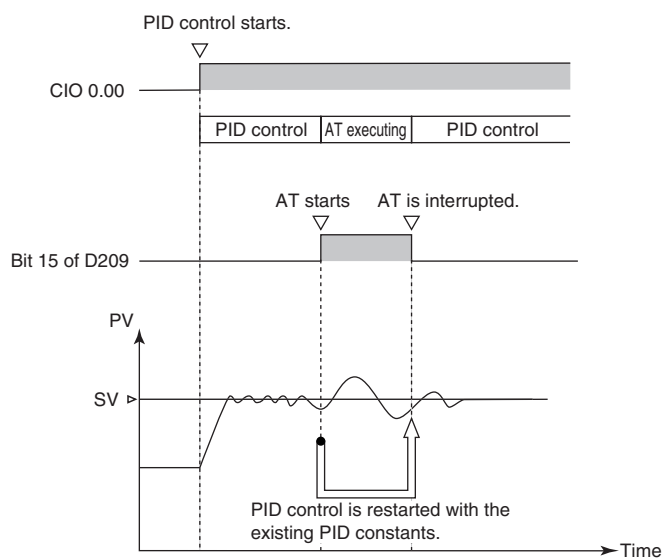 PID control starts.
CIO 0.00
PID control
AT executing
PID control
AT starts
AT is interrupted.
Bit 15 of D209
PV
SV
PID control is restarted with the
existing PID constants.
Time